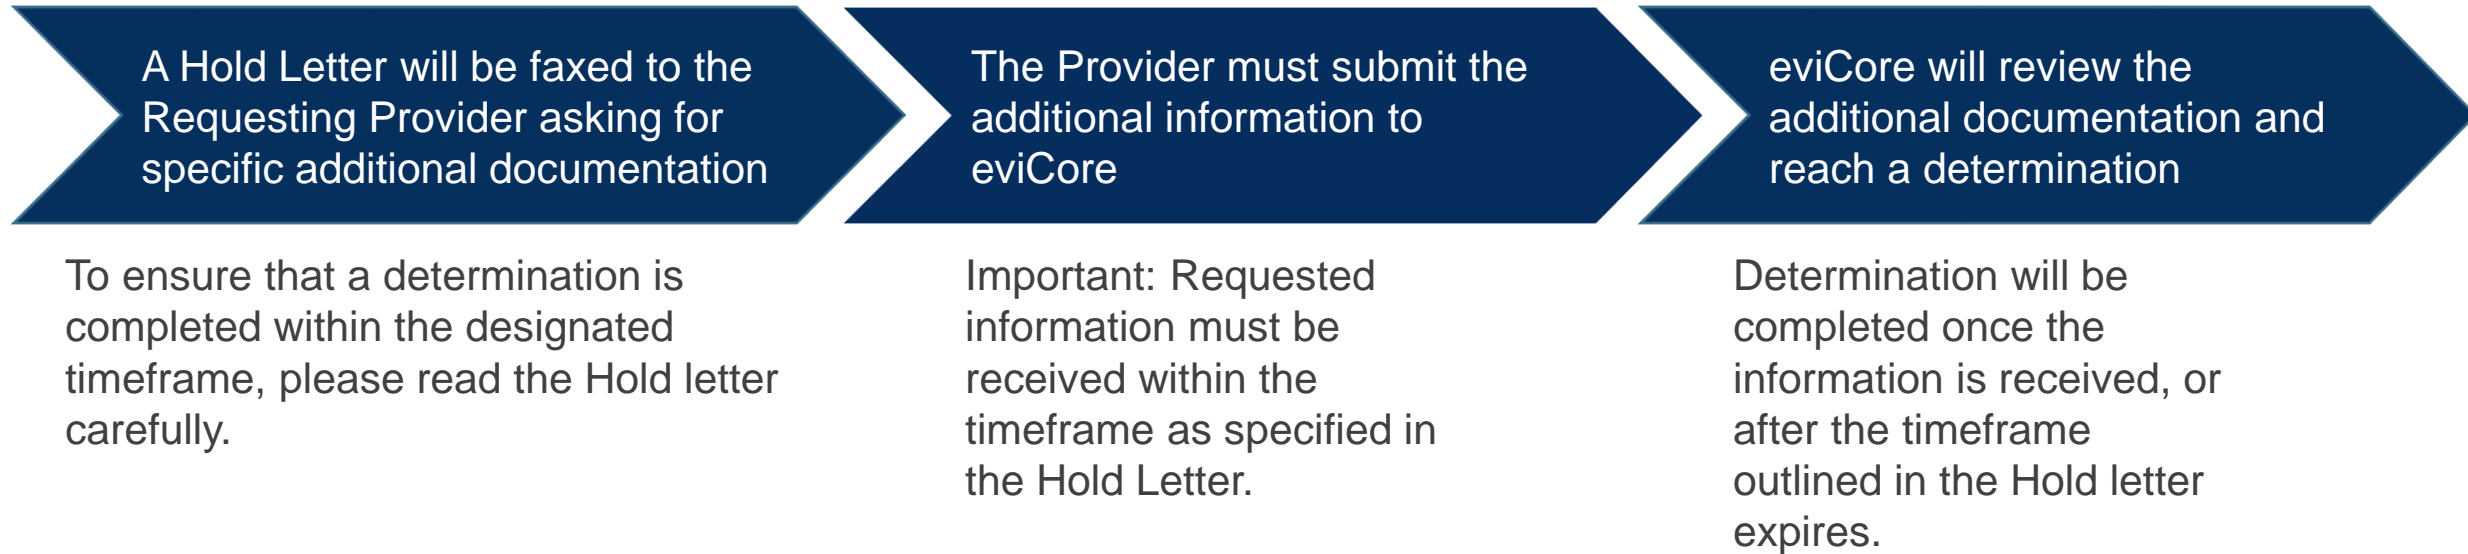 A Hold Letter will be faxed to the
Requesting Provider asking for
specific additional documentation
To ensure that a determination is
completed within the designated
timeframe, please read the Hold letter
carefully.
The Provider must submit the
additional information to
eviCore
Important: Requested
information must be
received within the
timeframe as specified in
the Hold Letter.
eviCore will review the
additional documentation and
reach a determination
Determination will be
completed once the
information is received, or
after the timeframe
outlined in the Hold letter
expires.